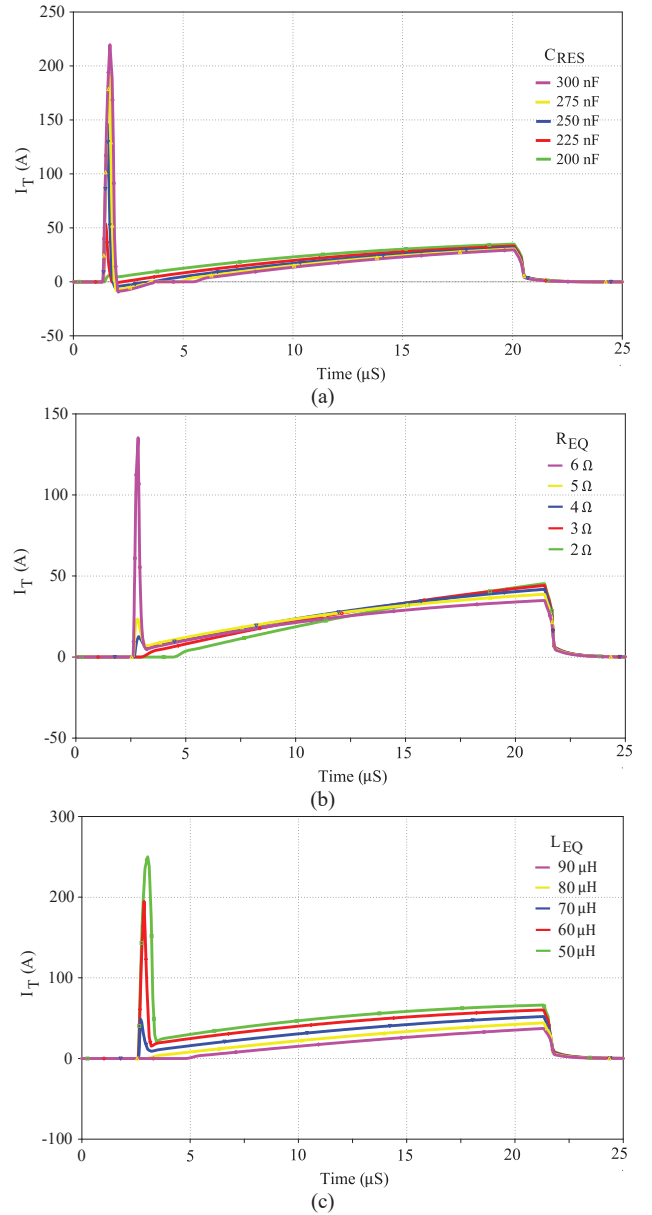 250
200
150
100
50
0
-50
I_T (A)
C_RES
300 nF
275 nF
250 nF
225 nF
200 nF
0 5 10 15 20 25
Time (µS)
(a)
150
100
50
0
-50
I_T (A)
R_EQ
6 Ω
5 Ω
4 Ω
3 Ω
2 Ω
0 5 10 15 20 25
Time (µS)
(b)
300
200
100
0
-100
I_T (A)
L_EQ
90 µH
80 µH
70 µH
60 µH
50 µH
0 5 10 15 20 25
Time (µS)
(c)